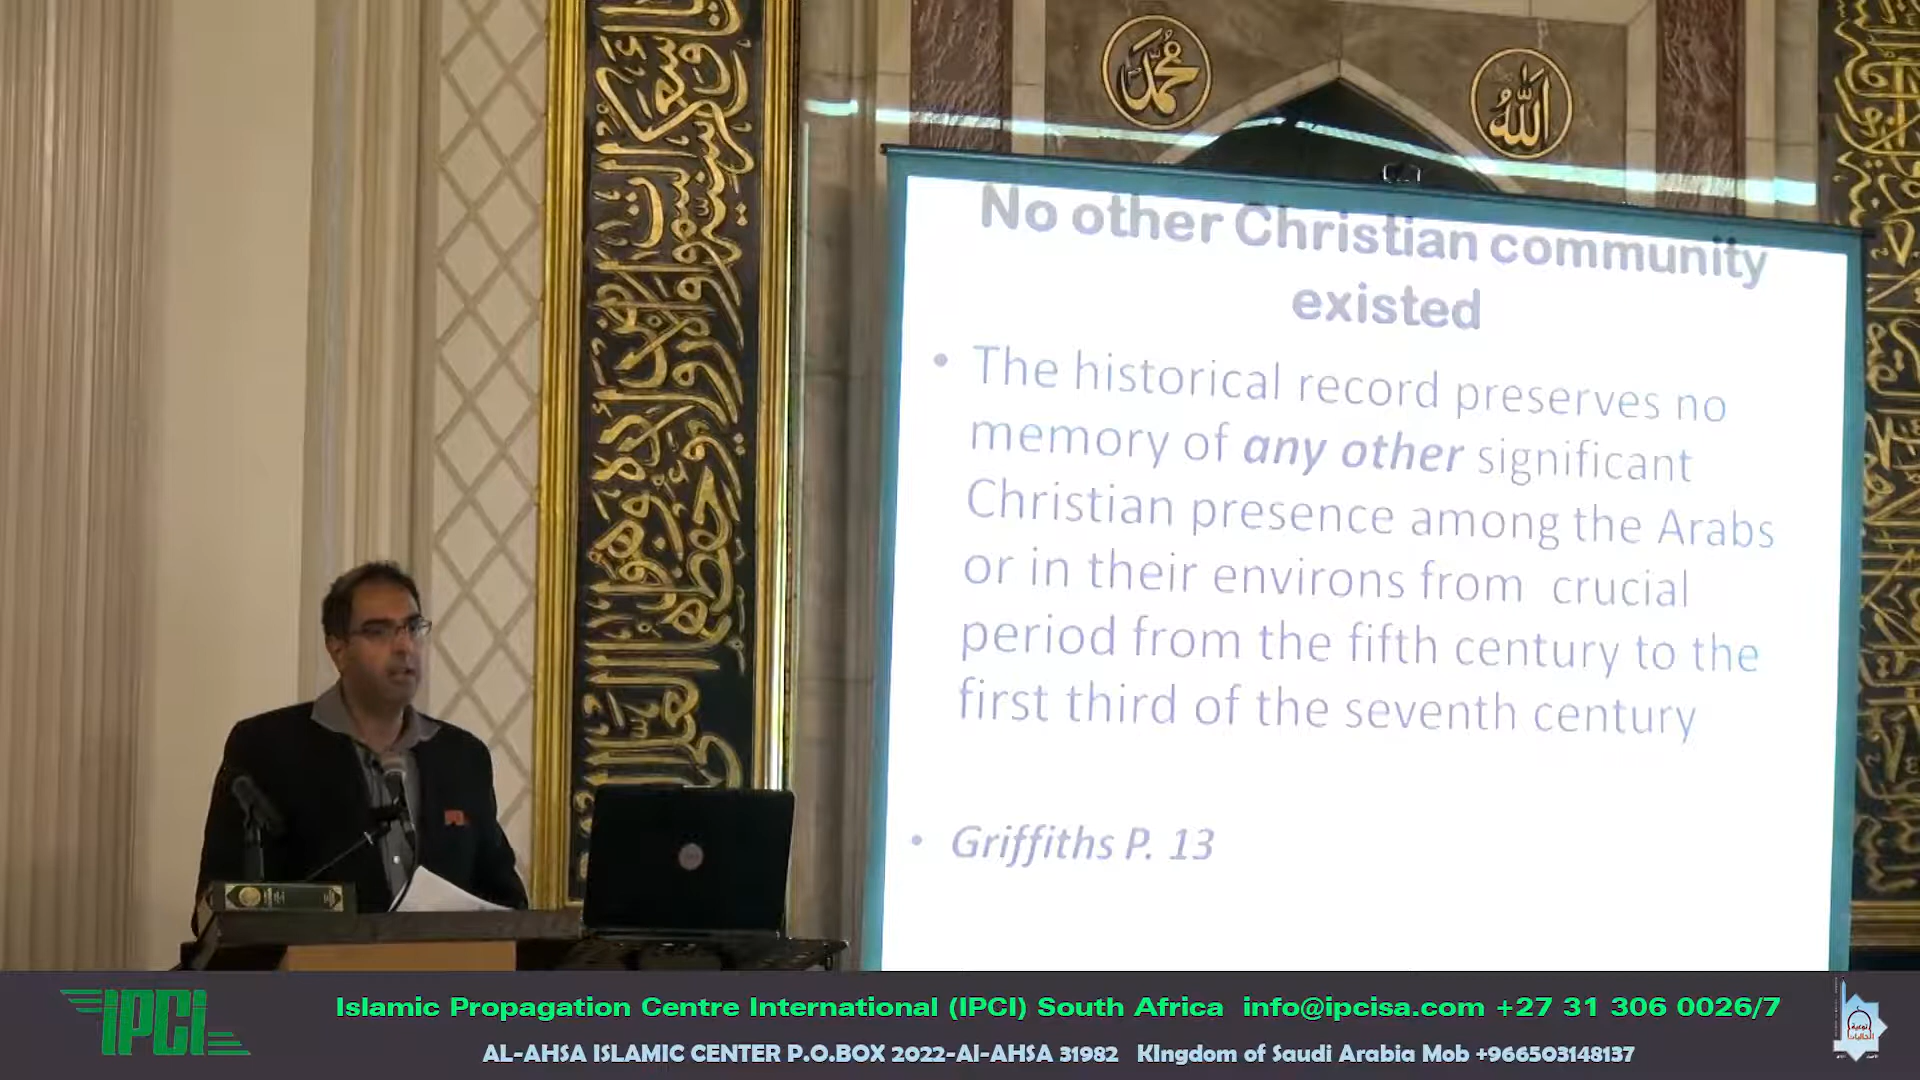 محمد
الله
No other Christian community
existed
• The historical record preserves no
memory of any other significant
Christian presence among the Arabs
or in their environs from crucial
period from the fifth century to the
first third of the seventh century
• Griffiths P. 13
IPCI
Islamic Propagation Centre International (IPCI) South Africa info@ipcisa.com +27 31 306 0026/7
AL-AHSA ISLAMIC CENTER P.O.BOX 2022-Al-AHSA 31982 KIngdom of Saudi Arabia Mob +966503148137